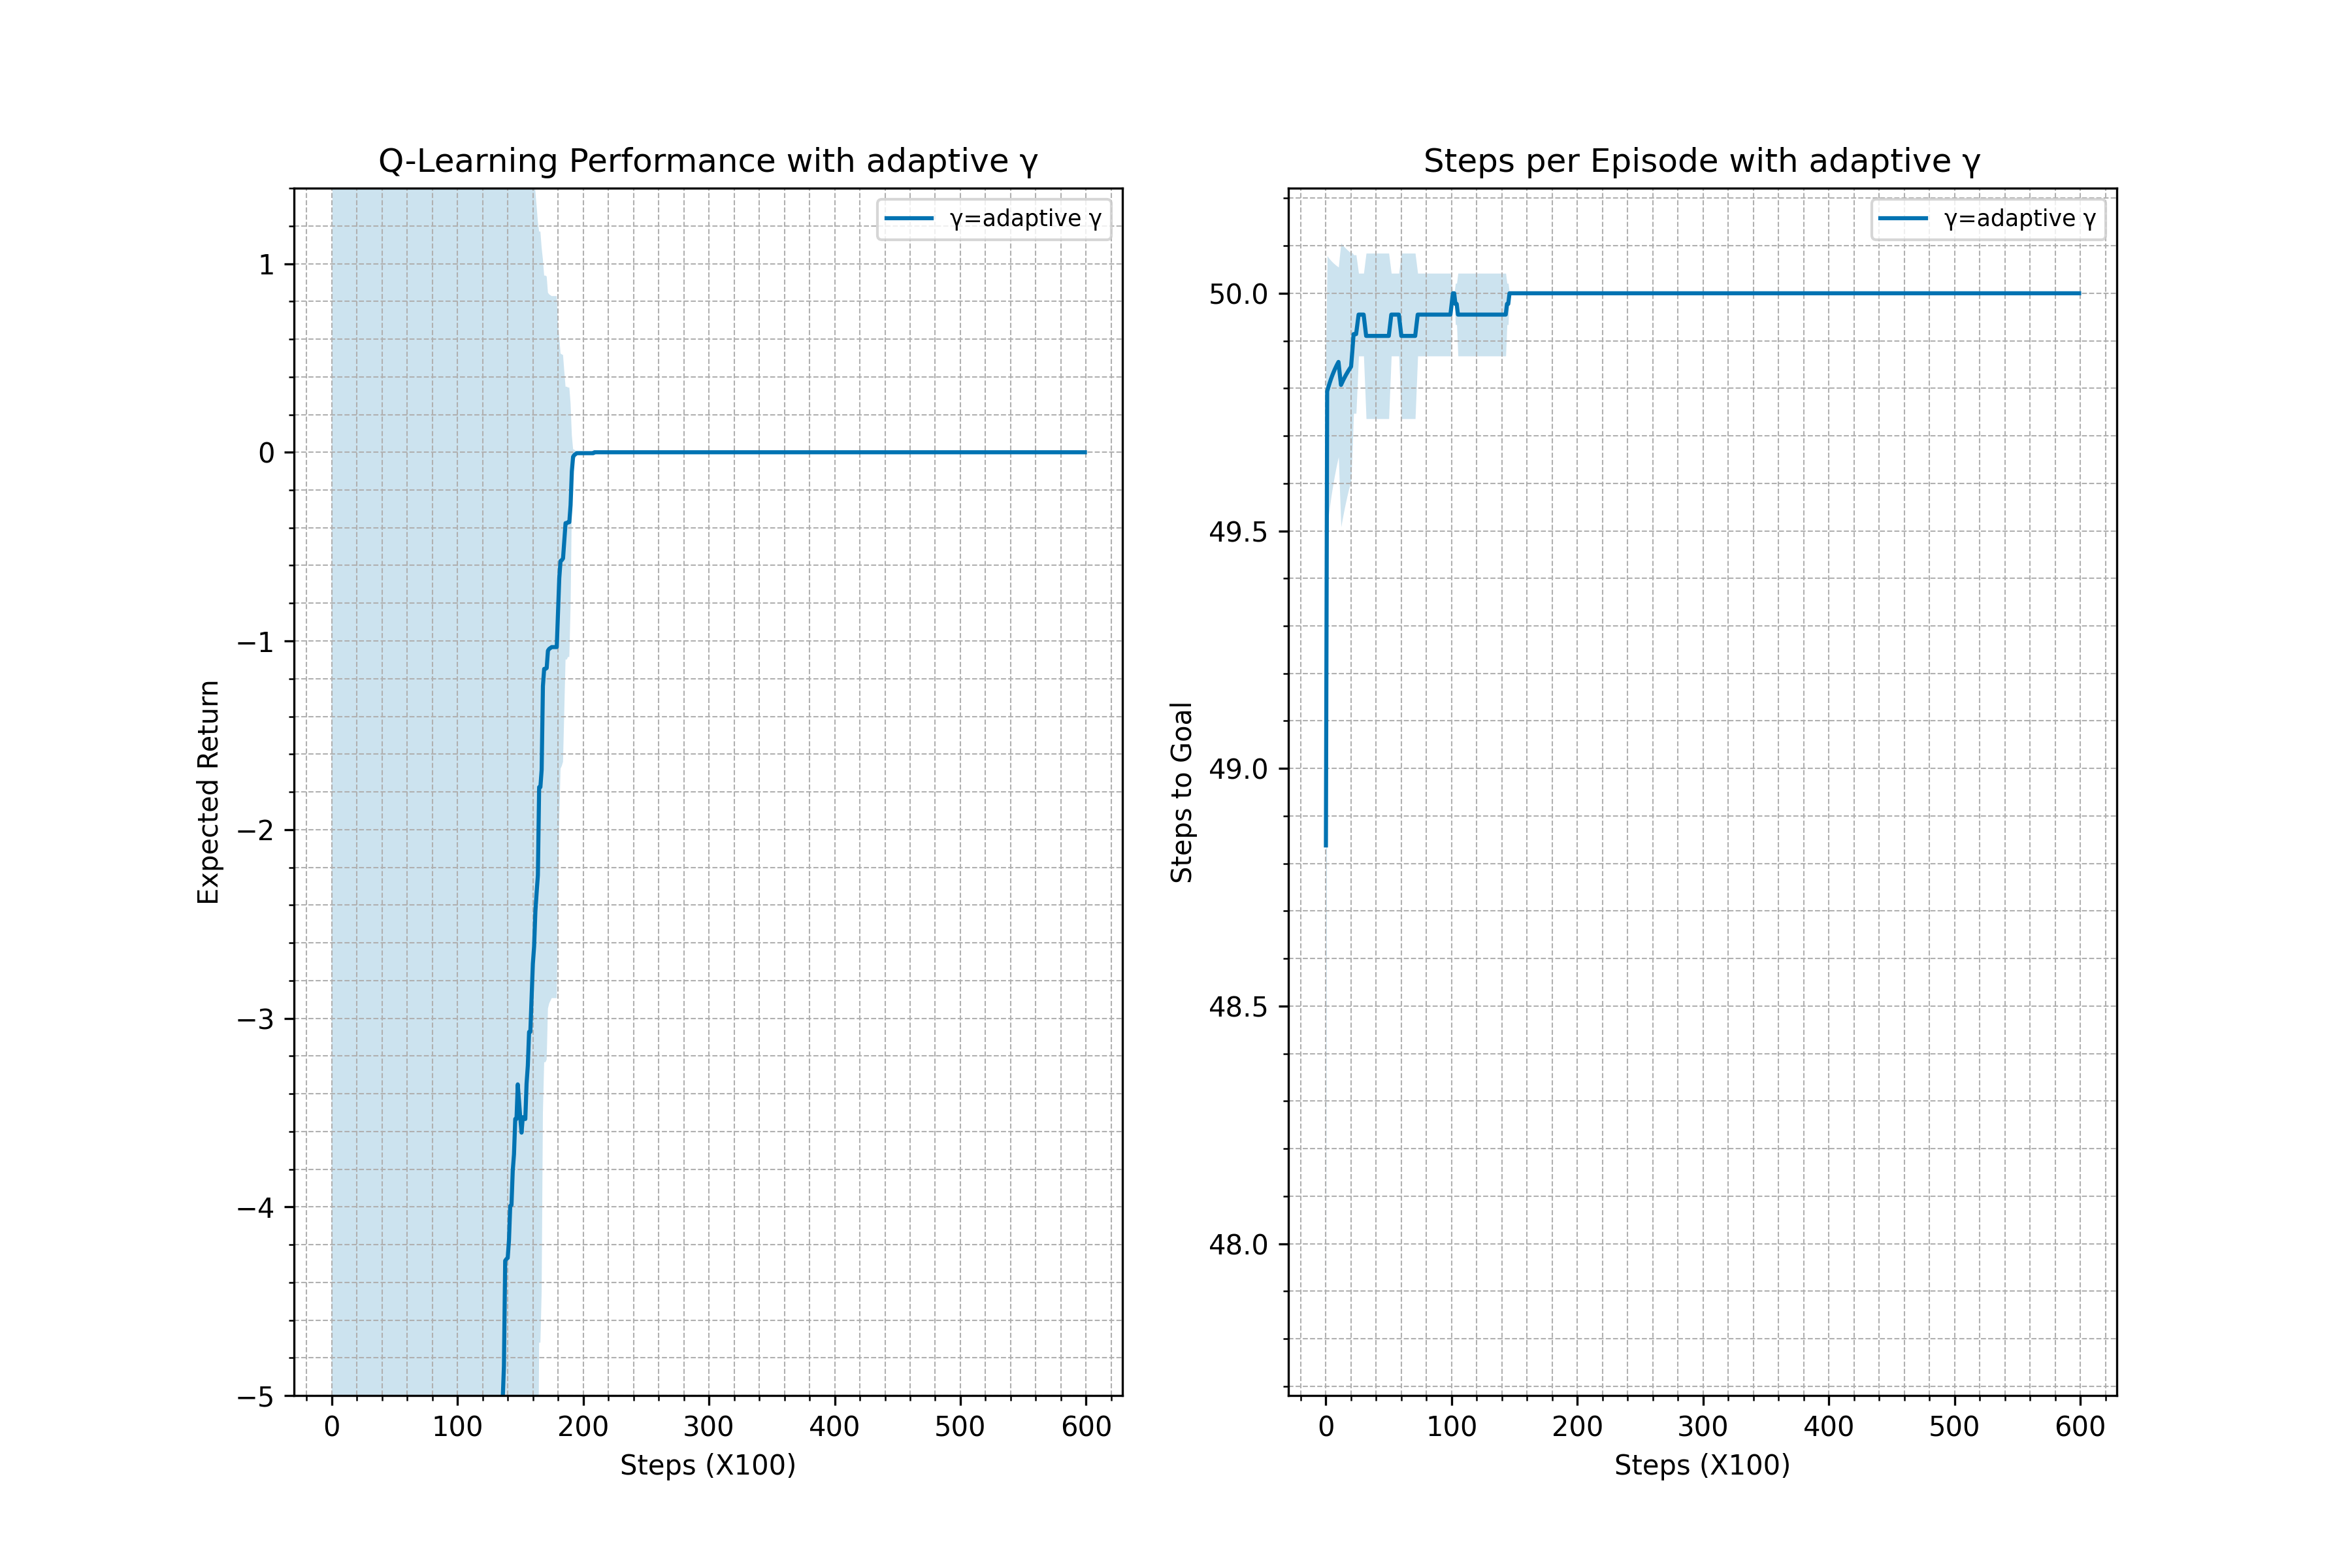 Q-Learning Performance with adaptive γ
γ=adaptive γ
1
0
−1
−2
−3
−4
−5
Expected Return
0 100 200 300 400 500 600
Steps (X100)
Steps per Episode with adaptive γ
γ=adaptive γ
50.0
49.5
49.0
48.5
48.0
Steps to Goal
0 100 200 300 400 500 600
Steps (X100)